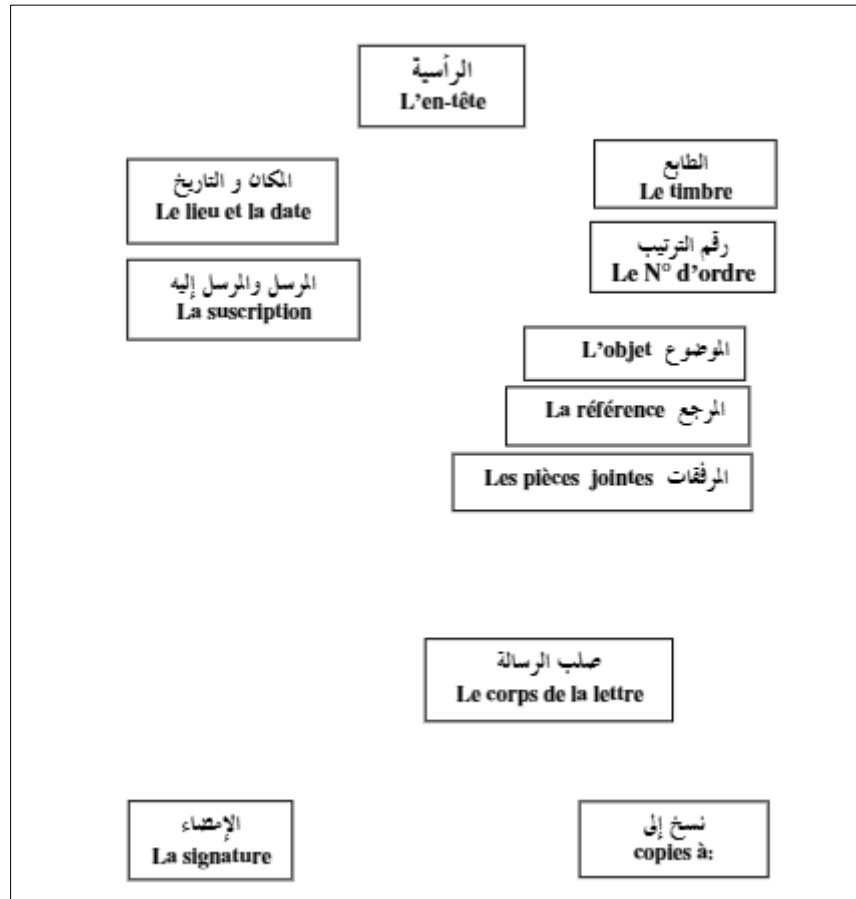 الرأسية
L'en-tête
الطابع
Le timbre
المكان و التاريخ
Le lieu et la date
رقم الترتيب
Le N° d'ordre
المرسل والمرسل إليه
La suscription
الموضوع L'objet
المرجع La référence
المرفقات Les pièces jointes
صلب الرسالة
Le corps de la lettre
نسخ إلى
copies à:
الإمضاء
La signature